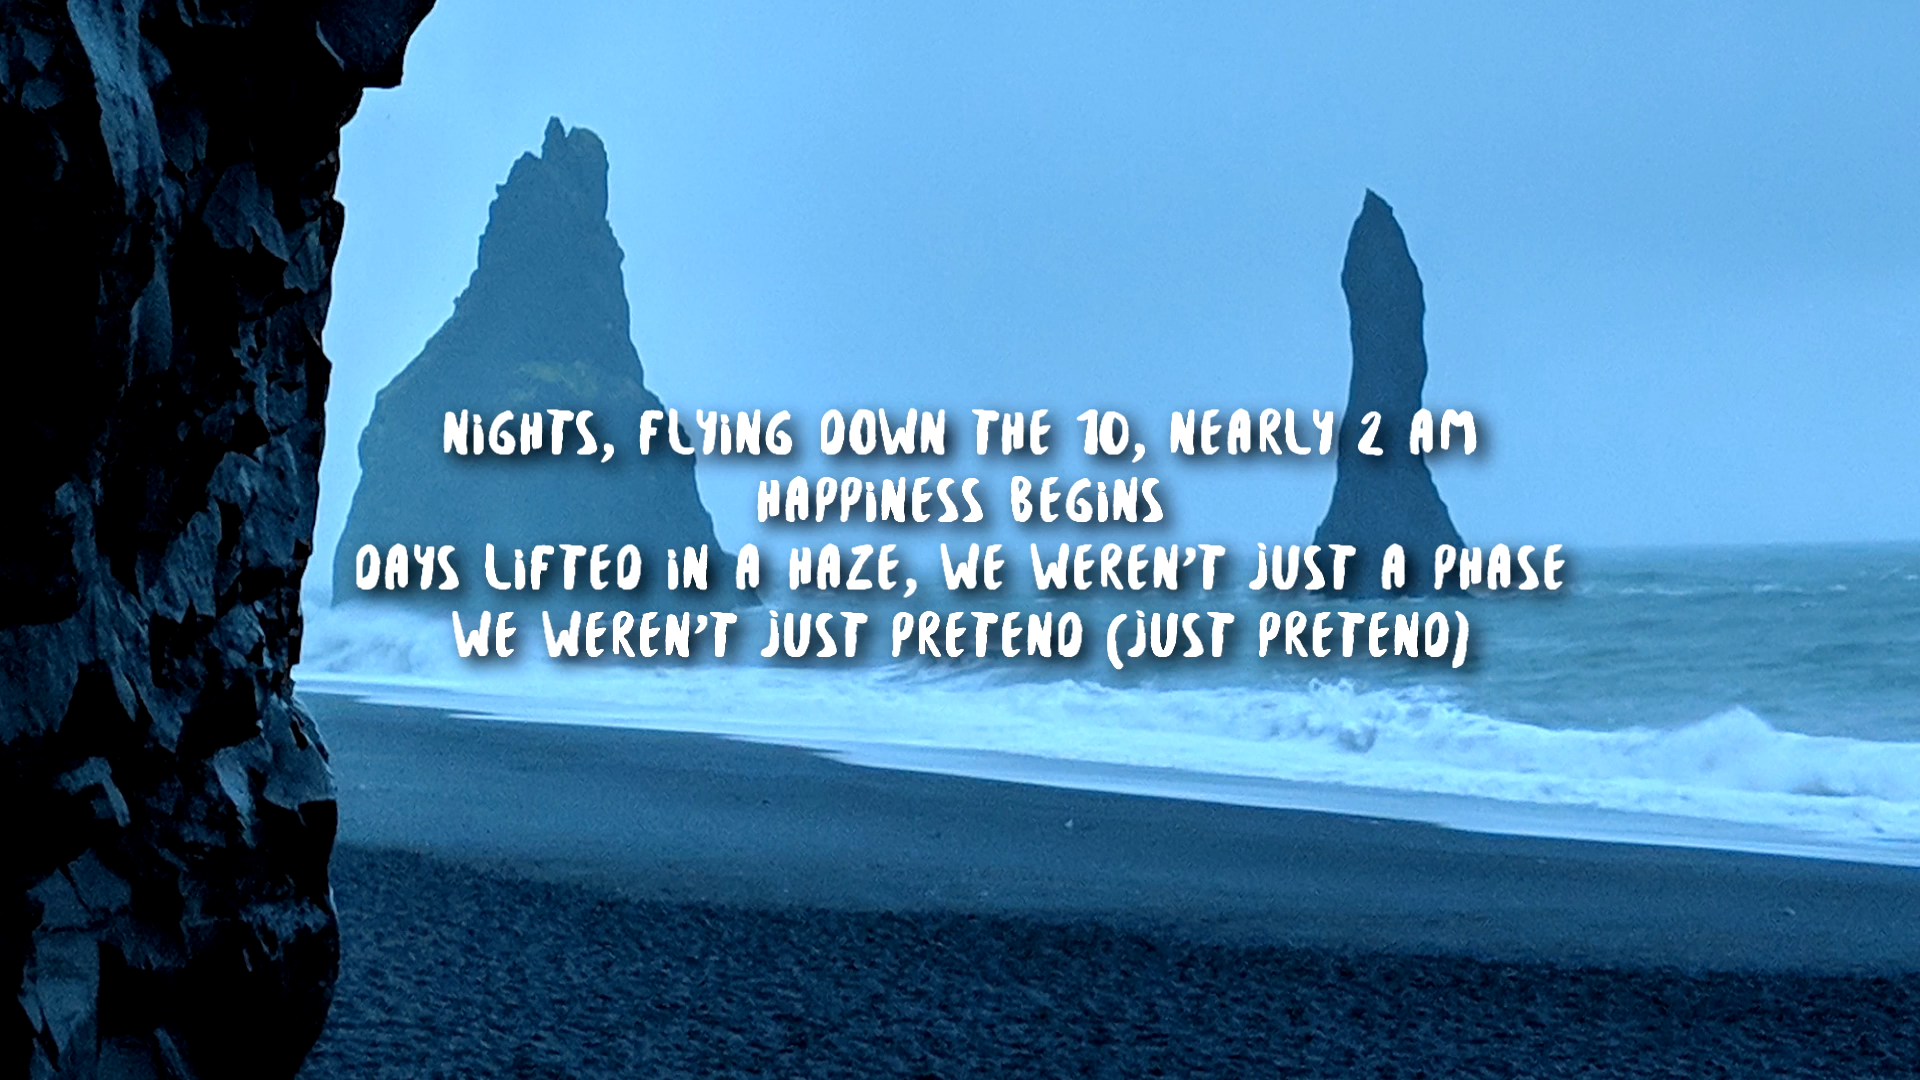 NIGHTS, FLYING DOWN THE 10, NEARLY 2 AM
HAPPINESS BEGINS
DAYS LIFTED IN A HAZE, WE WEREN'T JUST A PHASE
WE WEREN'T JUST PRETEND (JUST PRETEND)